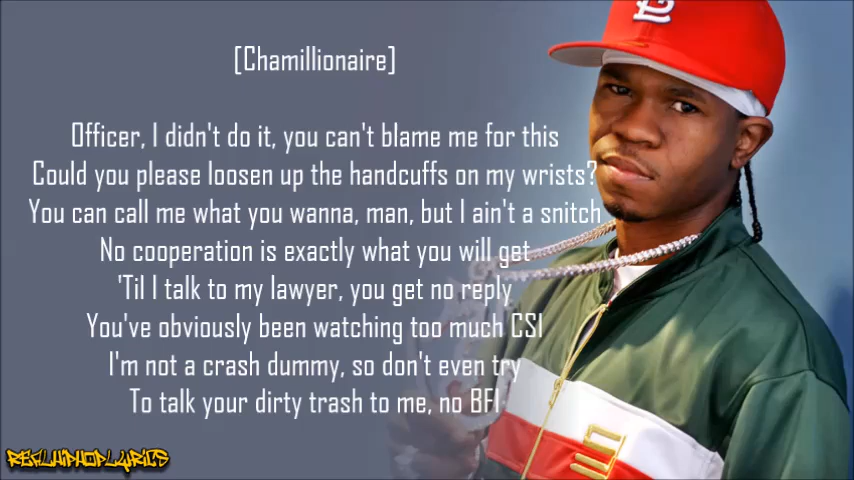 [Chamillionaire]
Officer, I didn't do it, you can't blame me for this
Could you please loosen up the handcuffs on my wrists?
You can call me what you wanna, man, but I ain't a snitch
No cooperation is exactly what you will get
'Til I talk to my lawyer, you get no reply
You've obviously been watching too much CSI
I'm not a crash dummy, so don't even try
To talk your dirty trash to me, no BFI
REALHIPHOPLYRICS